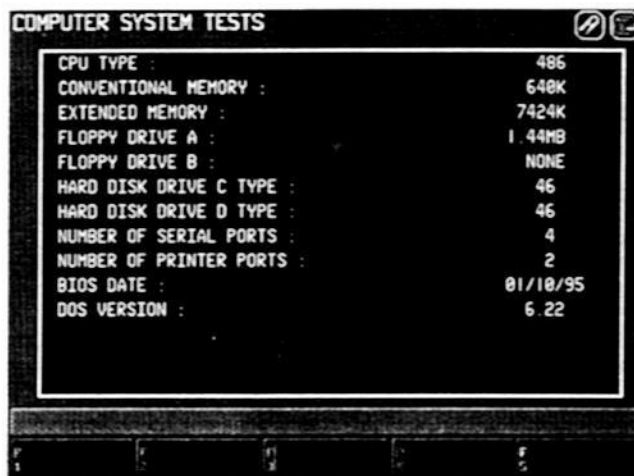 COMPUTER SYSTEM TESTS
CPU TYPE : 486
CONVENTIONAL MEMORY : 640K
EXTENDED MEMORY : 7424K
FLOPPY DRIVE A : 1.44MB
FLOPPY DRIVE B : NONE
HARD DISK DRIVE C TYPE : 46
HARD DISK DRIVE D TYPE : 46
NUMBER OF SERIAL PORTS : 4
NUMBER OF PRINTER PORTS : 2
BIOS DATE : 01/10/95
DOS VERSION : 6.22
F1 F5